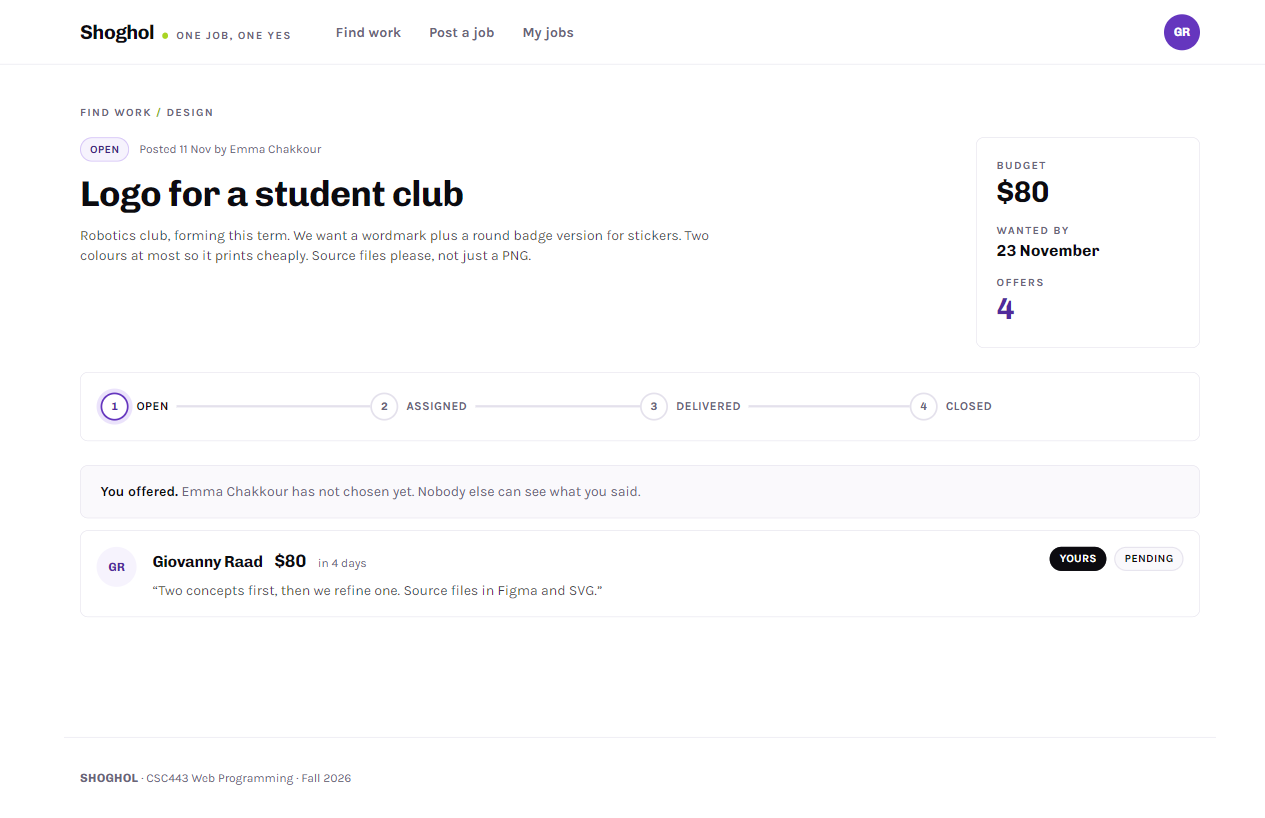 Shoghol ONE JOB, ONE YES Find work Post a job My jobs GR
FIND WORK / DESIGN
OPEN Posted 11 Nov by Emma Chakkour
Logo for a student club
Robotics club, forming this term. We want a wordmark plus a round badge version for stickers. Two
colours at most so it prints cheaply. Source files please, not just a PNG.
BUDGET
$80
WANTED BY
23 November
OFFERS
4
1 OPEN 2 ASSIGNED 3 DELIVERED 4 CLOSED
You offered. Emma Chakkour has not chosen yet. Nobody else can see what you said.
GR Giovanny Raad $80 in 4 days YOURS PENDING
“Two concepts first, then we refine one. Source files in Figma and SVG.”
SHOGHOL · CSC443 Web Programming · Fall 2026